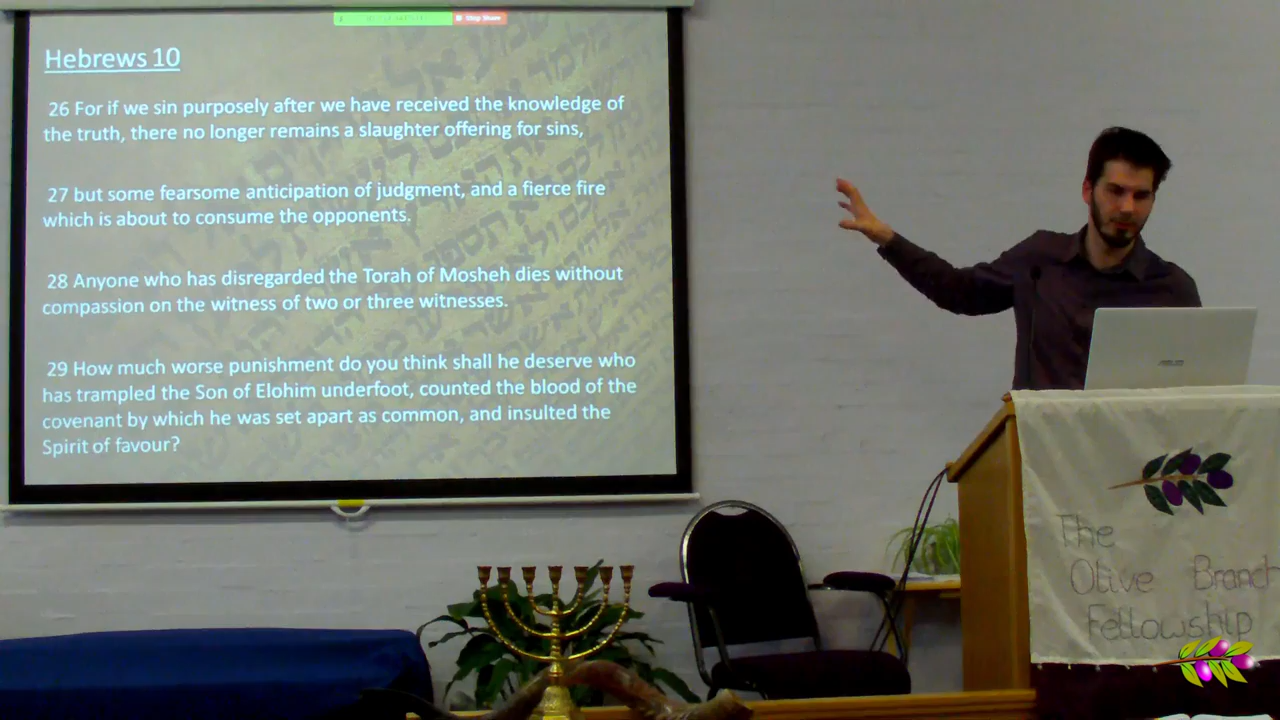 Stop Share
Hebrews 10
26 For if we sin purposely after we have received the knowledge of
the truth, there no longer remains a slaughter offering for sins,
27 but some fearsome anticipation of judgment, and a fierce fire
which is about to consume the opponents.
28 Anyone who has disregarded the Torah of Mosheh dies without
compassion on the witness of two or three witnesses.
29 How much worse punishment do you think shall he deserve who
has trampled the Son of Elohim underfoot, counted the blood of the
covenant by which he was set apart as common, and insulted the
Spirit of favour?
The
Olive Branch
Fellowship